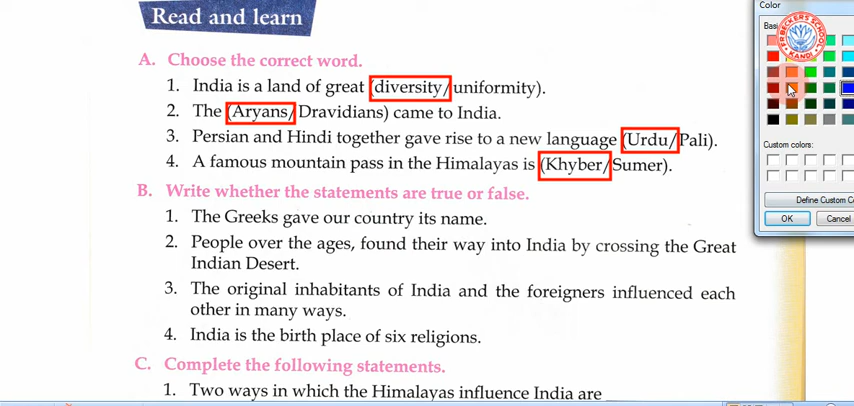 Read and learn
A. Choose the correct word.
1. India is a land of great (diversity/uniformity).
2. The (Aryans/Dravidians) came to India.
3. Persian and Hindi together gave rise to a new language (Urdu/Pali).
4. A famous mountain pass in the Himalayas is (Khyber/Sumer).
B. Write whether the statements are true or false.
1. The Greeks gave our country its name.
2. People over the ages, found their way into India by crossing the Great
Indian Desert.
3. The original inhabitants of India and the foreigners influenced each
other in many ways.
4. India is the birth place of six religions.
C. Complete the following statements.
1. Two ways in which the Himalayas influence India are
Color
Custom colors:
Define Custom C
OK
Cancel
KANDI